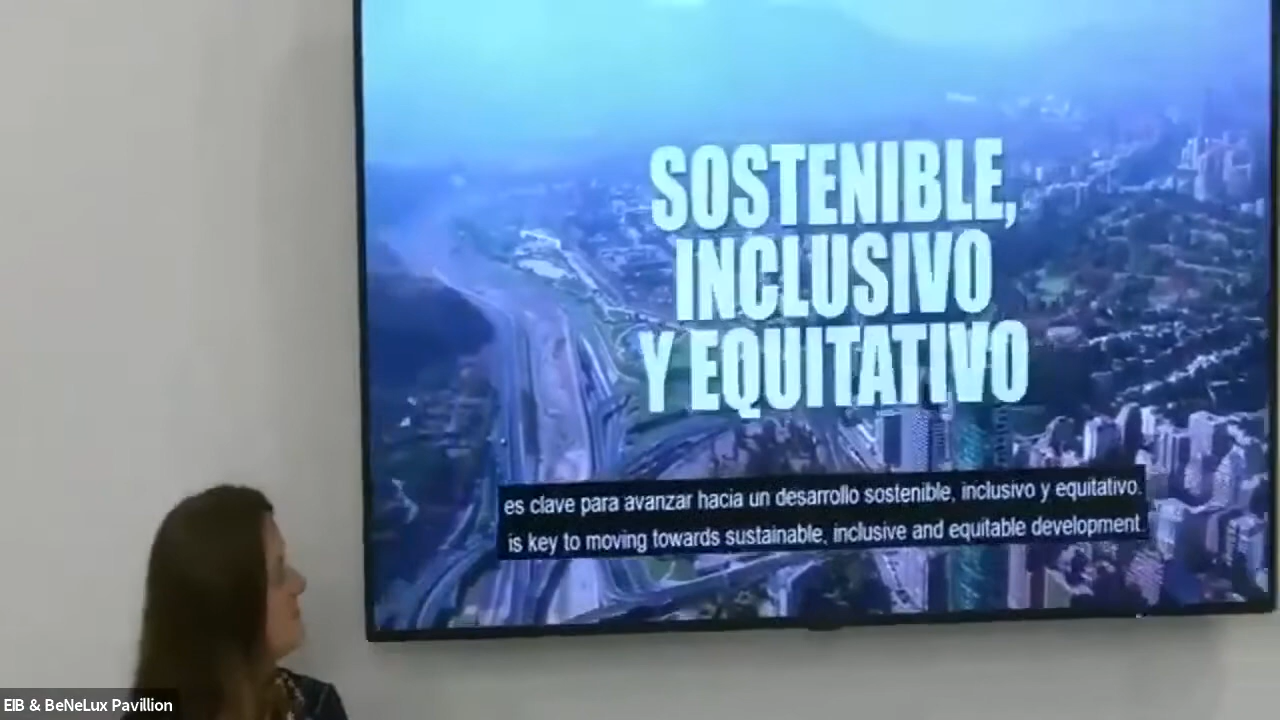 SOSTENIBLE,
INCLUSIVO
Y EQUITATIVO
es clave para avanzar hacia un desarrollo sostenible, inclusivo y equitativo.
is key to moving towards sustainable, inclusive and equitable development.
EIB & BeNeLux Pavillion